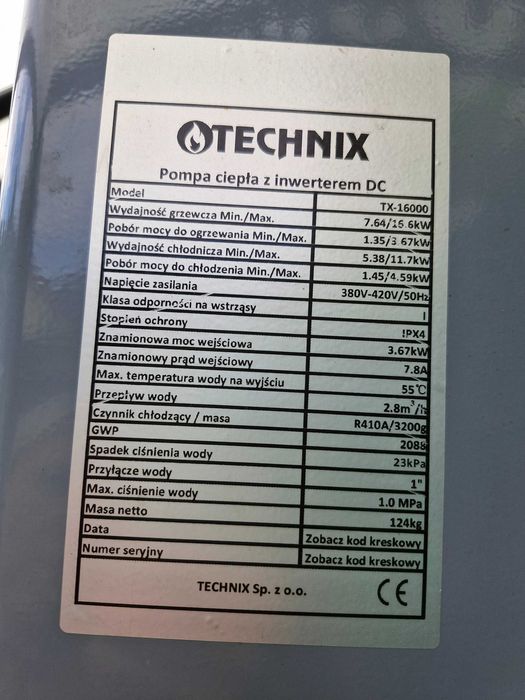 TECHNIX
Pompa ciepła z inwerterem DC
Model TX-16000
Wydajność grzewcza Min./Max. 7.64/16.6kW
Pobór mocy do ogrzewania Min./Max. 1.35/3.67kW
Wydajność chłodnicza Min./Max. 5.38/11.7kW
Pobór mocy do chłodzenia Min./Max. 1.45/4.59kW
Napięcie zasilania 380V-420V/50Hz
Klasa odporności na wstrząsy I
Stopień ochrony IPX4
Znamionowa moc wejściowa 3.67kW
Znamionowy prąd wejściowy 7.8A
Max. temperatura wody na wyjściu 55℃
Przepływ wody 2.8m³/h
Czynnik chłodzący / masa R410A/3200g
GWP 2088
Spadek ciśnienia wody 23kPa
Przyłącze wody 1"
Max. ciśnienie wody 1.0 MPa
Masa netto 124kg
Data Zobacz kod kreskowy
Numer seryjny Zobacz kod kreskowy
TECHNIX Sp. z o.o. CE